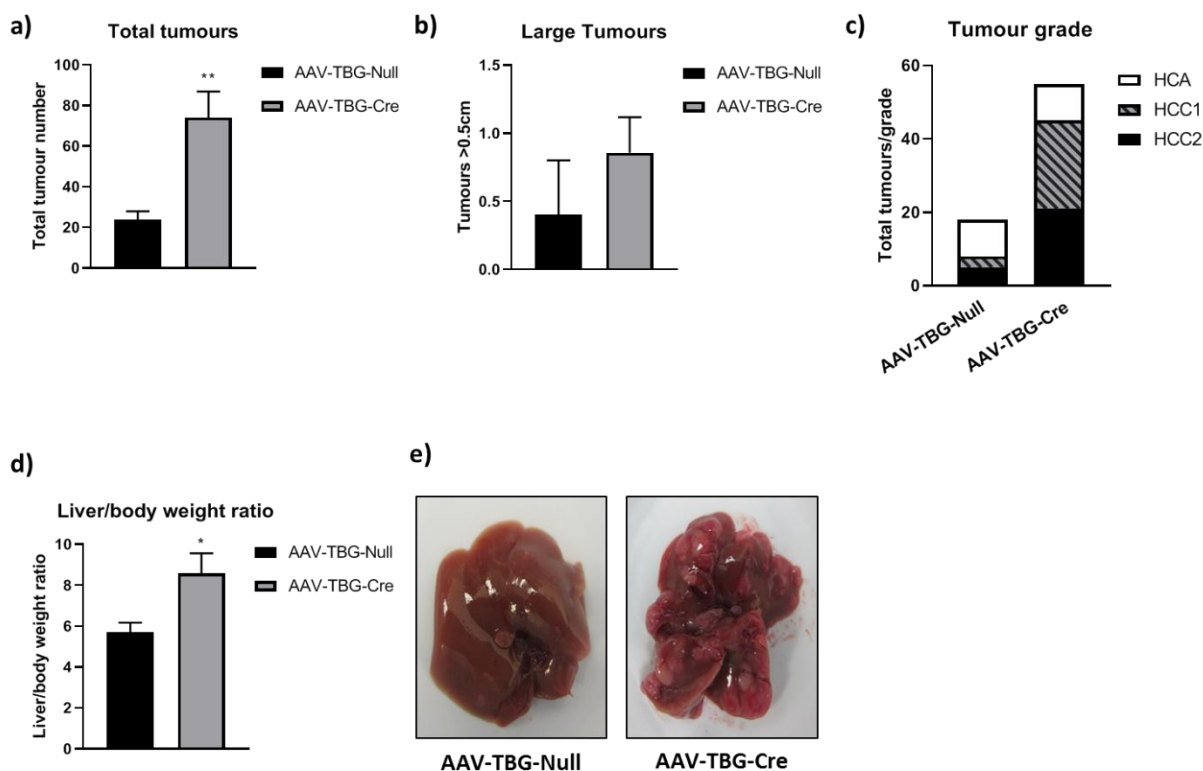 a)
Total tumours
Total tumour number
100
80
60
40
20
0
**
AAV-TBG-Null
AAV-TBG-Cre
b)
Large Tumours
Tumours >0.5cm
1.5
1.0
0.5
0.0
AAV-TBG-Null
AAV-TBG-Cre
c)
Tumour grade
Total tumours/grade
60
40
20
0
HCA
HCC1
HCC2
AAV-TBG-Null
AAV-TBG-Cre
d)
Liver/body weight ratio
Liver/body weight ratio
10
8
6
4
2
0
*
AAV-TBG-Null
AAV-TBG-Cre
e)
AAV-TBG-Null
AAV-TBG-Cre